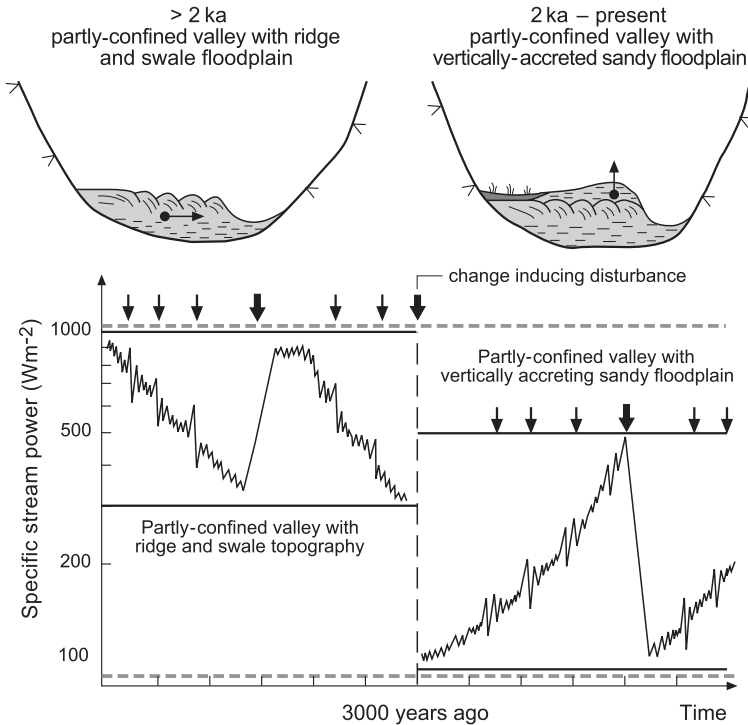 > 2 ka
partly-confined valley with ridge
and swale floodplain
2 ka – present
partly-confined valley with
vertically-accreted sandy floodplain
change inducing disturbance
Specific stream power (Wm-2)
1000
500
200
100
Partly-confined valley with
vertically accreting sandy floodplain
Partly-confined valley with
ridge and swale topography
3000 years ago
Time